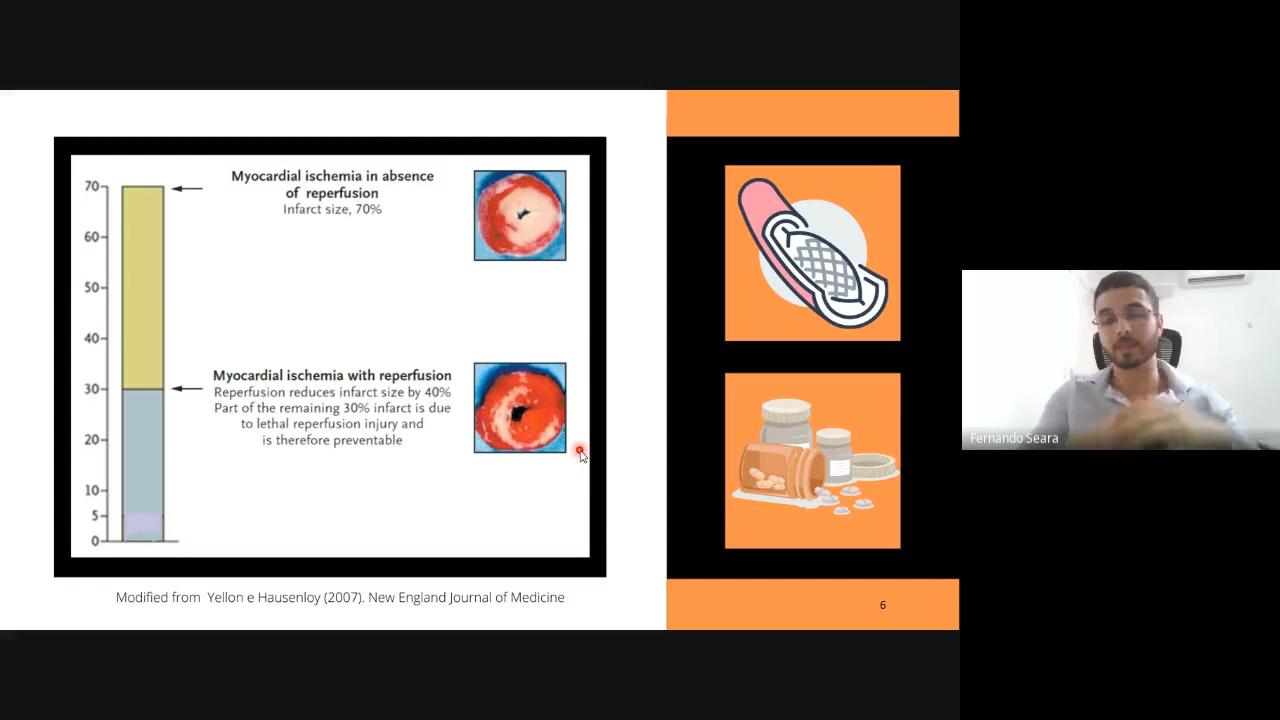 70
60
50
40
30
20
10
5
0
Myocardial ischemia in absence
of reperfusion
Infarct size, 70%
Myocardial ischemia with reperfusion
Reperfusion reduces infarct size by 40%
Part of the remaining 30% infarct is due
to lethal reperfusion injury and
is therefore preventable
Modified from Yellon e Hausenloy (2007). New England Journal of Medicine
6
Fernando Seara